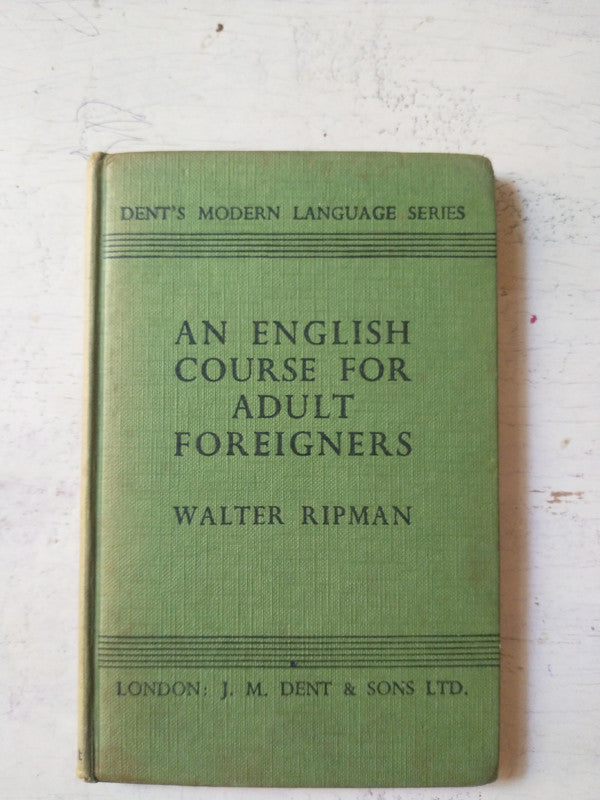 DENT'S MODERN LANGUAGE SERIES
AN ENGLISH
COURSE FOR
ADULT
FOREIGNERS
WALTER RIPMAN
LONDON: J. M. DENT & SONS LTD.